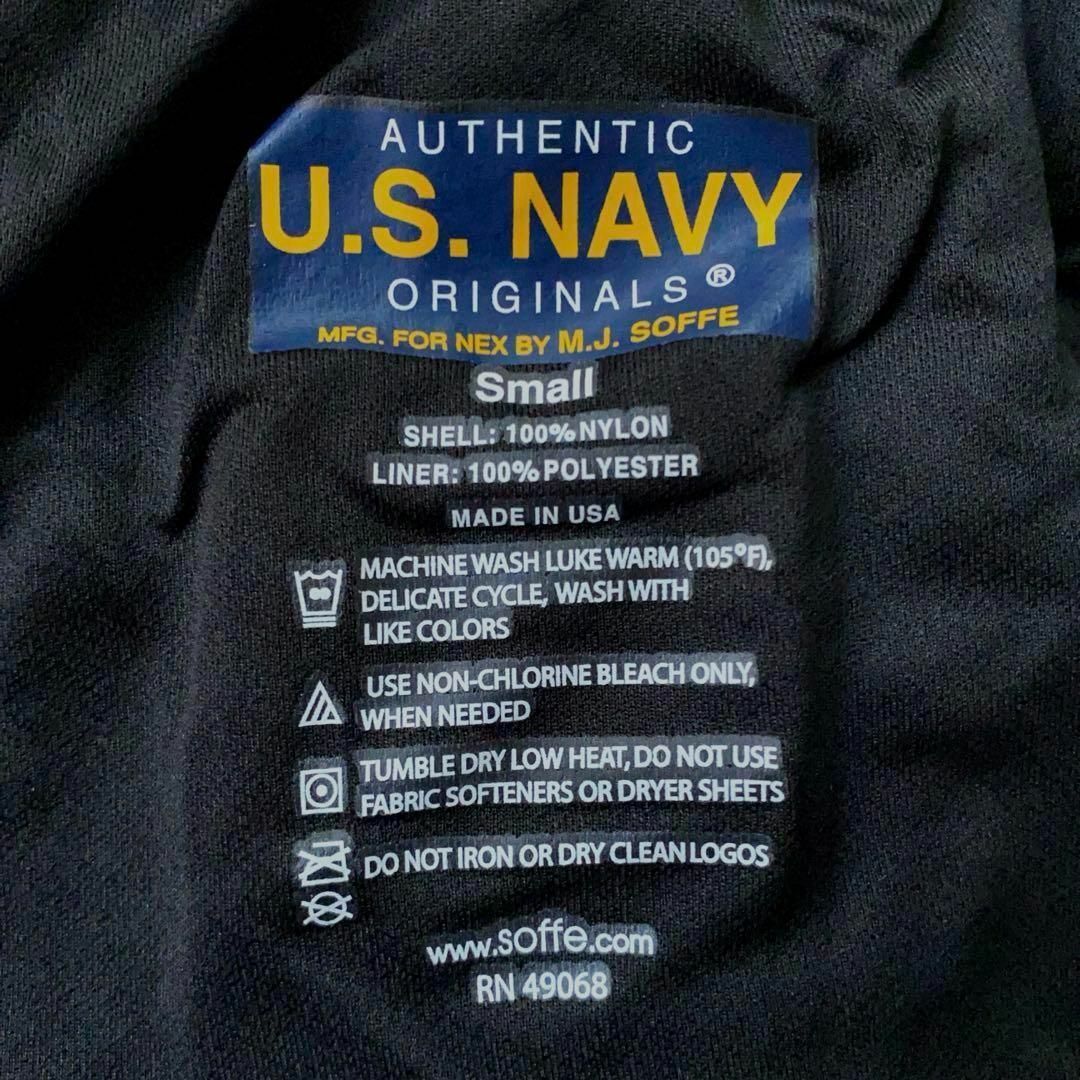 AUTHENTIC
U.S. NAVY
ORIGINALS®
MFG. FOR NEX BY M.J. SOFFE
Small
SHELL: 100% NYLON
LINER: 100% POLYESTER
MADE IN USA
MACHINE WASH LUKE WARM (105°F),
DELICATE CYCLE, WASH WITH
LIKE COLORS
USE NON-CHLORINE BLEACH ONLY,
WHEN NEEDED
TUMBLE DRY LOW HEAT, DO NOT USE
FABRIC SOFTENERS OR DRYER SHEETS
DO NOT IRON OR DRY CLEAN LOGOS
www.soffe.com
RN 49068